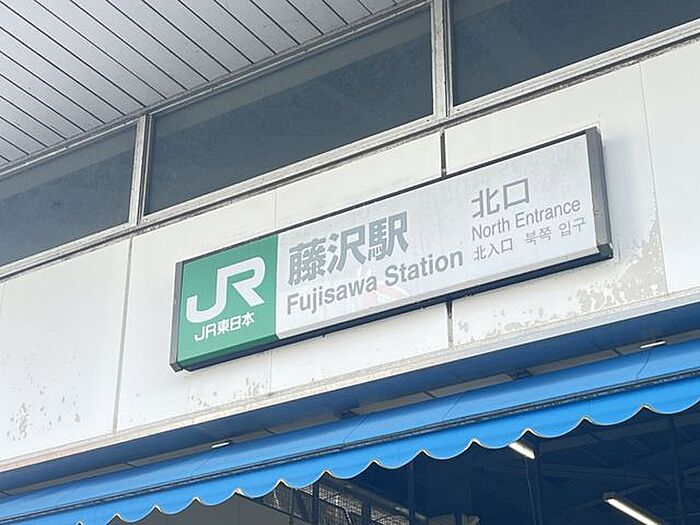 JR
JR東日本
藤沢駅
Fujisawa Station
北口
North Entrance
北入口 북쪽 입구